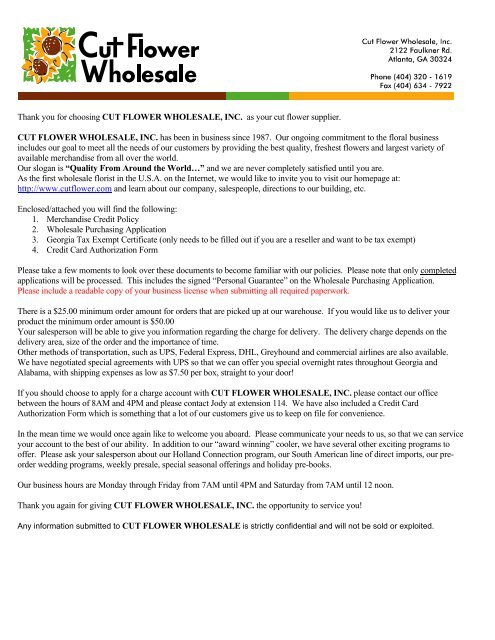 Cut Flower
Wholesale
Cut Flower Wholesale, Inc.
2122 Faulkner Rd.
Atlanta, GA 30324
Phone (404) 320 - 1619
Fax (404) 634 - 7922
Thank you for choosing CUT FLOWER WHOLESALE, INC. as your cut flower supplier.
CUT FLOWER WHOLESALE, INC. has been in business since 1987. Our ongoing commitment to the floral business
includes our goal to meet all the needs of our customers by providing the best quality, freshest flowers and largest variety of
available merchandise from all over the world.
Our slogan is “Quality From Around the World…” and we are never completely satisfied until you are.
As the first wholesale florist in the U.S.A. on the Internet, we would like to invite you to visit our homepage at:
http://www.cutflower.com and learn about our company, salespeople, directions to our building, etc.
Enclosed/attached you will find the following:
1. Merchandise Credit Policy
2. Wholesale Purchasing Application
3. Georgia Tax Exempt Certificate (only needs to be filled out if you are a reseller and want to be tax exempt)
4. Credit Card Authorization Form
Please take a few moments to look over these documents to become familiar with our policies. Please note that only completed
applications will be processed. This includes the signed “Personal Guarantee” on the Wholesale Purchasing Application.
Please include a readable copy of your business license when submitting all required paperwork.
There is a $25.00 minimum order amount for orders that are picked up at our warehouse. If you would like us to deliver your
product the minimum order amount is $50.00
Your salesperson will be able to give you information regarding the charge for delivery. The delivery charge depends on the
delivery area, size of the order and the importance of time.
Other methods of transportation, such as UPS, Federal Express, DHL, Greyhound and commercial airlines are also available.
We have negotiated special agreements with UPS so that we can offer you special overnight rates throughout Georgia and
Alabama, with shipping expenses as low as $7.50 per box, straight to your door!
If you should choose to apply for a charge account with CUT FLOWER WHOLESALE, INC. please contact our office
between the hours of 8AM and 4PM and please contact Jody at extension 114. We have also included a Credit Card
Authorization Form which is something that a lot of our customers give us to keep on file for convenience.
In the mean time we would once again like to welcome you aboard. Please communicate your needs to us, so that we can service
your account to the best of our ability. In addition to our “award winning” cooler, we have several other exciting programs to
offer. Please ask your salesperson about our Holland Connection program, our South American line of direct imports, our pre-
order wedding programs, weekly presale, special seasonal offerings and holiday pre-books.
Our business hours are Monday through Friday from 7AM until 4PM and Saturday from 7AM until 12 noon.
Thank you again for giving CUT FLOWER WHOLESALE, INC. the opportunity to service you!
Any information submitted to CUT FLOWER WHOLESALE is strictly confidential and will not be sold or exploited.